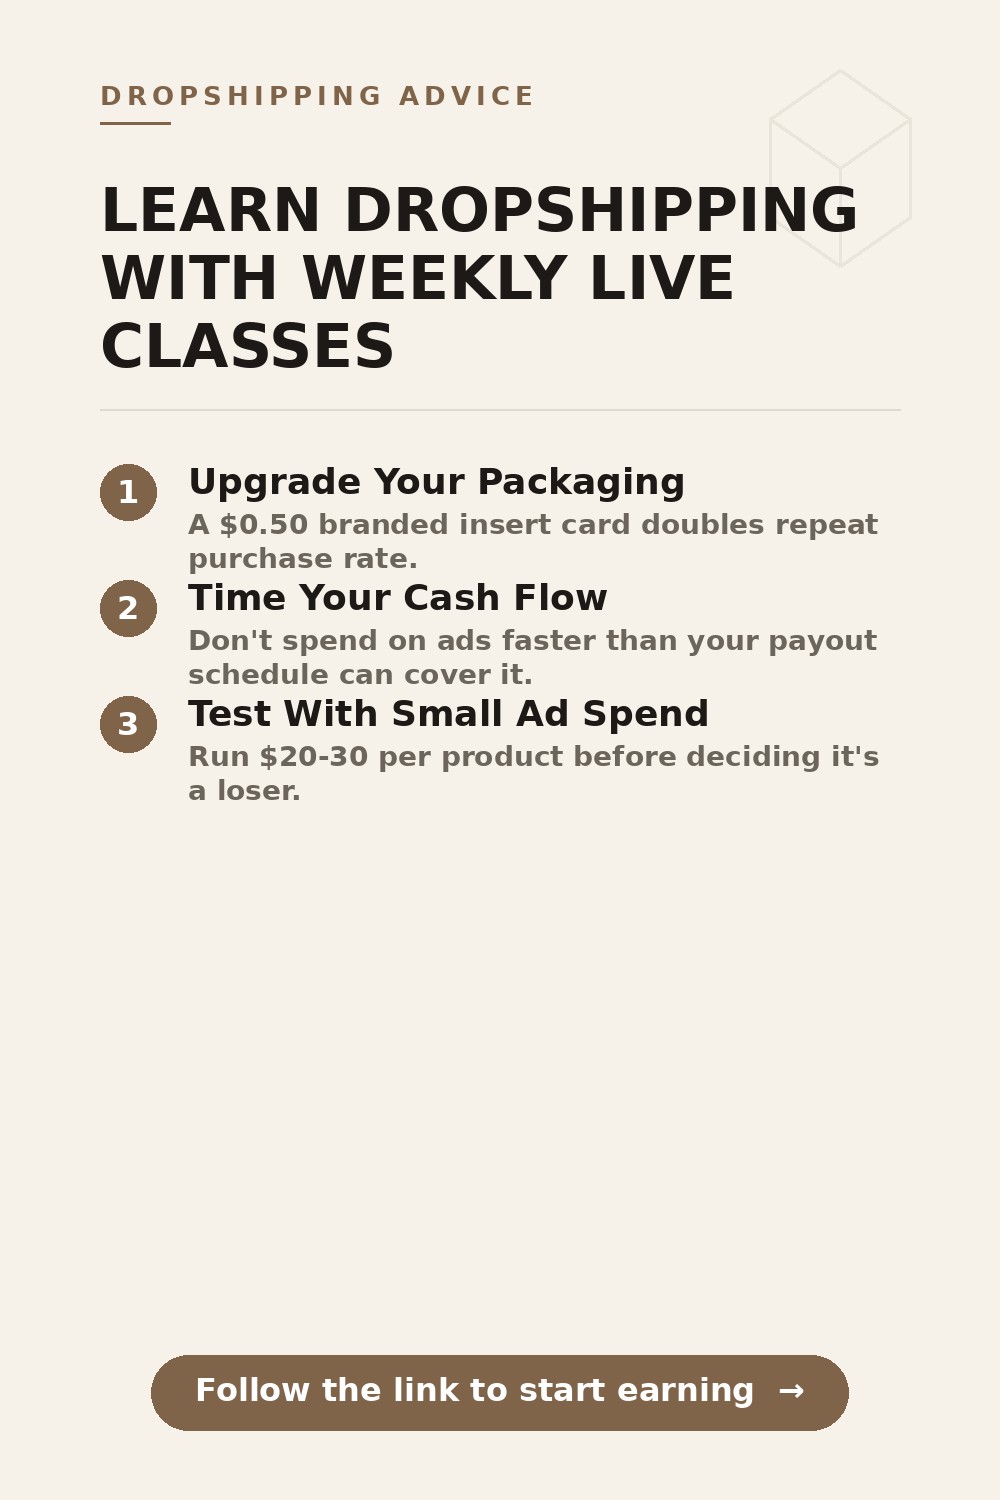 DROPSHIPPING ADVICE
LEARN DROPSHIPPING
WITH WEEKLY LIVE
CLASSES
1 Upgrade Your Packaging
A $0.50 branded insert card doubles repeat
purchase rate.
2 Time Your Cash Flow
Don't spend on ads faster than your payout
schedule can cover it.
3 Test With Small Ad Spend
Run $20-30 per product before deciding it's
a loser.
Follow the link to start earning →